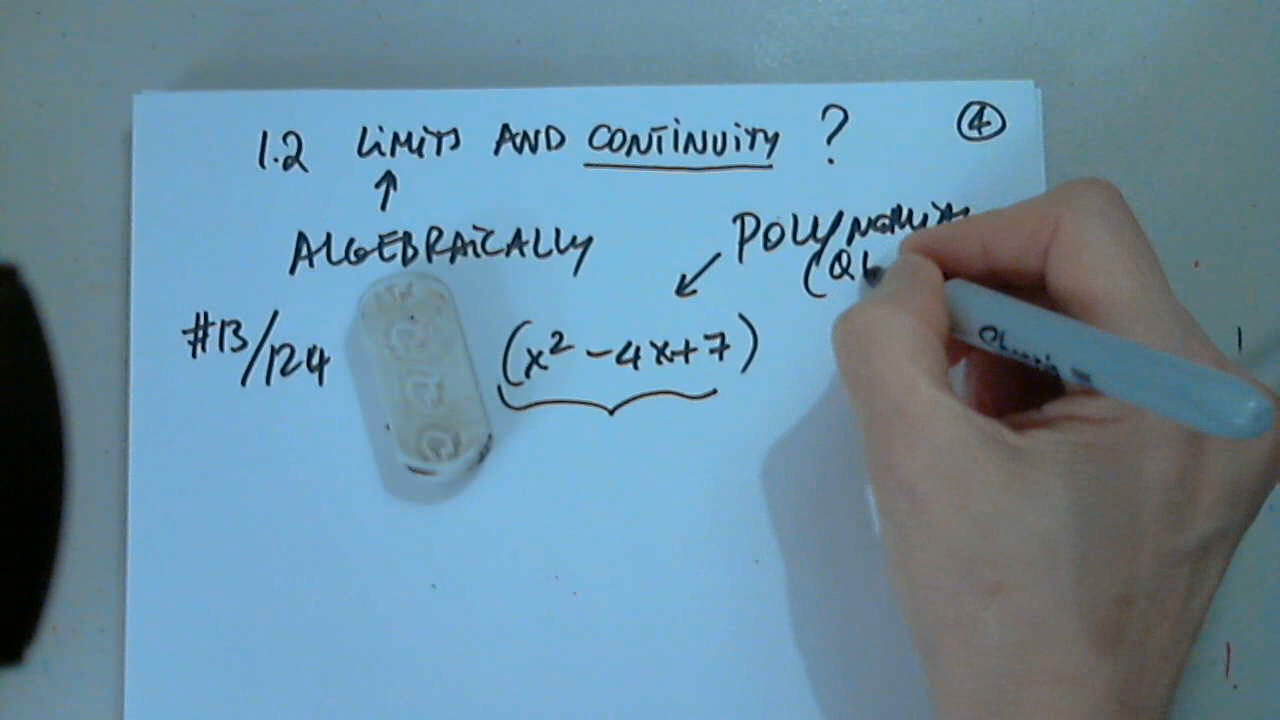 1.2 LiMiTS AND CONTiNUiTY ? ④
↑
ALGEBRAiCALLY
#13/124 (x² -4x+7)